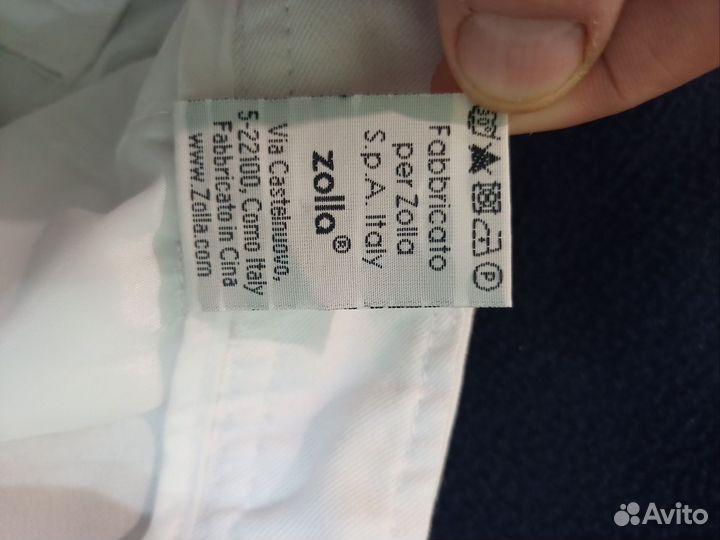 Fabbricato
per Zolla
S.p.A. Italy
zolla®
Via Castelnuovo,
5-22100, Como Italy
Fabbricato in Cina
www.Zolla.com
P
Avito